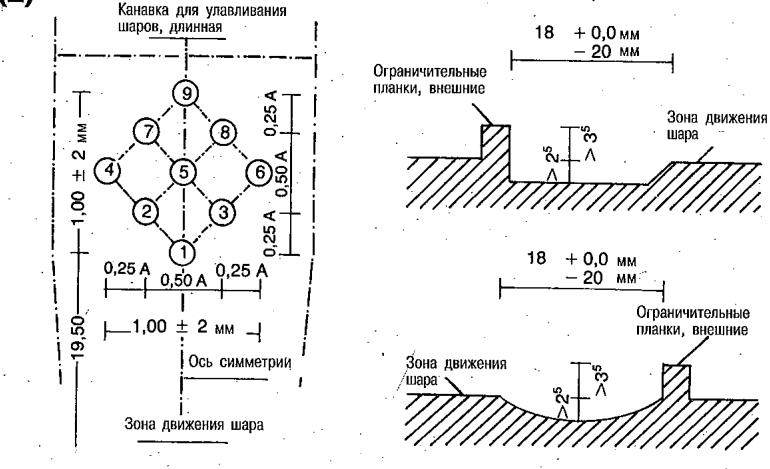 Канавка для улавливания
шаров, длинная
9
7
8
4
5
6
2
3
1
1,00 ± 2 мм
0,25 А
0,50 А
0,25 А
0,25 А
0,50 А
0,25 А
1,00 ± 2 мм
19,50
Ось симметрии
Зона движения шара
18 + 0,0 мм
– 20 мм
Ограничительные
планки, внешние
Зона движения
шара
> 2⁵
> 3⁵
18 + 0,0 мм
– 20 мм
Ограничительные
планки, внешние
Зона движения
шара
> 2⁵
> 3⁵